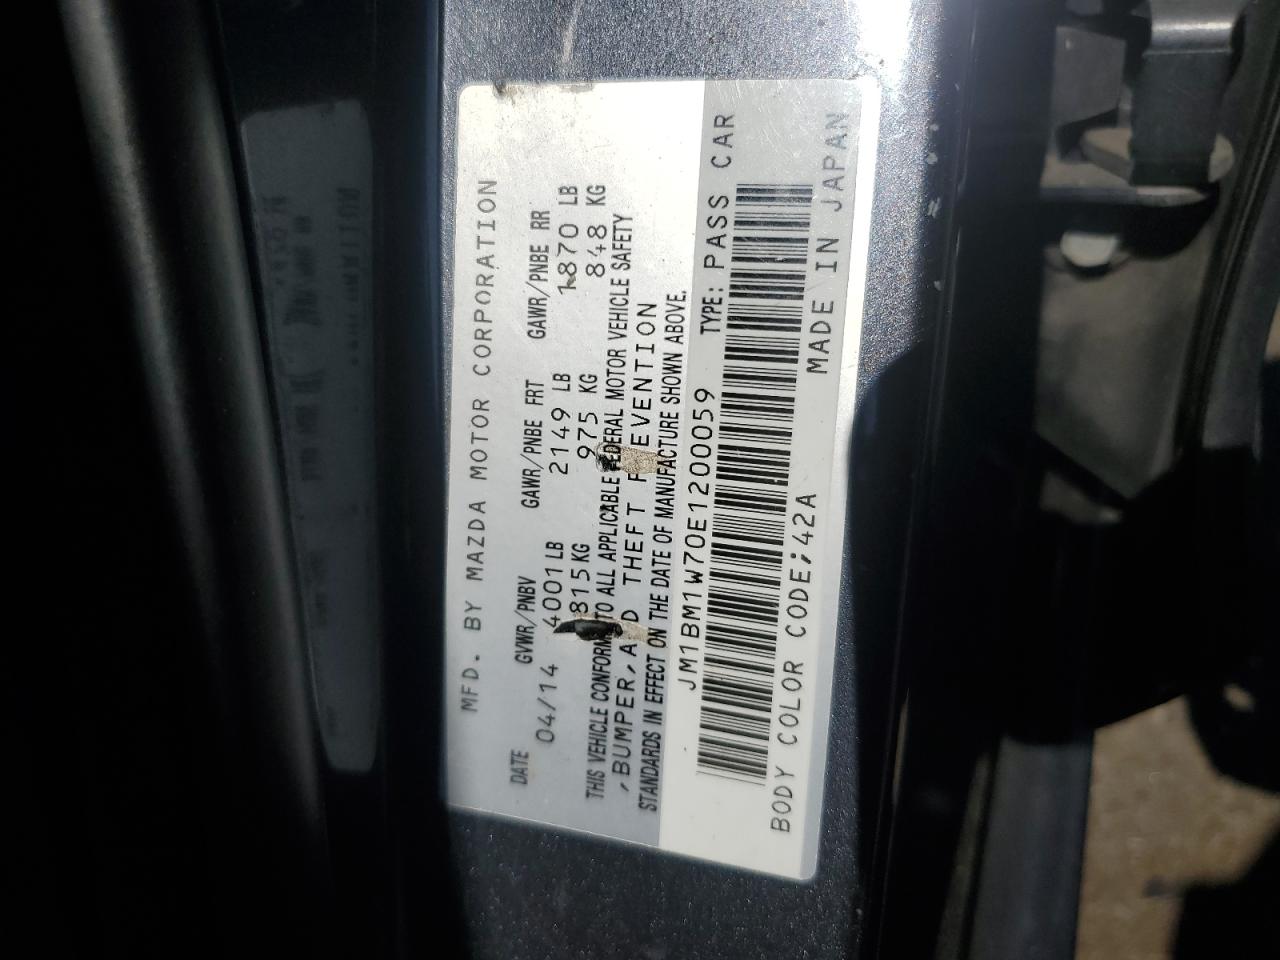 MFD. BY MAZDA MOTOR CORPORATION
DATE GVWR/PNBV GAWR/PNBE FRT GAWR/PNBE RR
04/14 4001 LB 2149 LB 1870 LB
815 KG 975 KG 848 KG
THIS VEHICLE CONFORMS TO ALL APPLICABLE FEDERAL MOTOR VEHICLE SAFETY
, BUMPER, AND THEFT PREVENTION
STANDARDS IN EFFECT ON THE DATE OF MANUFACTURE SHOWN ABOVE.
JM1BM1W70E1200059 TYPE: PASS CAR
BODY COLOR CODE; 42A MADE IN JAPAN